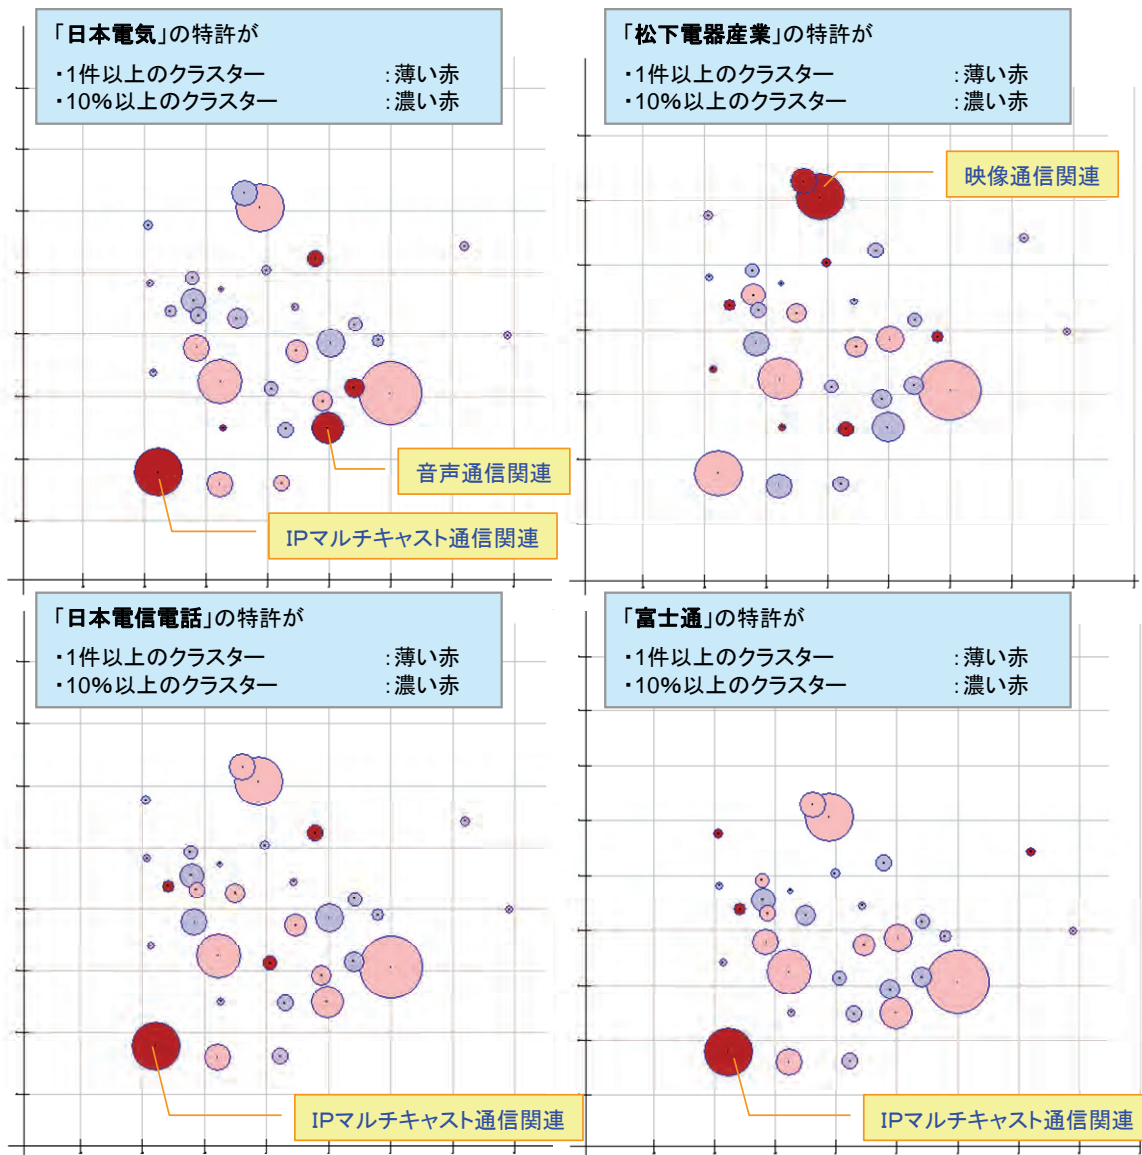 「日本電気」の特許が
・1件以上のクラスター :薄い赤
・10%以上のクラスター :濃い赤
音声通信関連
IPマルチキャスト通信関連
「松下電器産業」の特許が
・1件以上のクラスター :薄い赤
・10%以上のクラスター :濃い赤
映像通信関連
「日本電信電話」の特許が
・1件以上のクラスター :薄い赤
・10%以上のクラスター :濃い赤
IPマルチキャスト通信関連
「富士通」の特許が
・1件以上のクラスター :薄い赤
・10%以上のクラスター :濃い赤
IPマルチキャスト通信関連